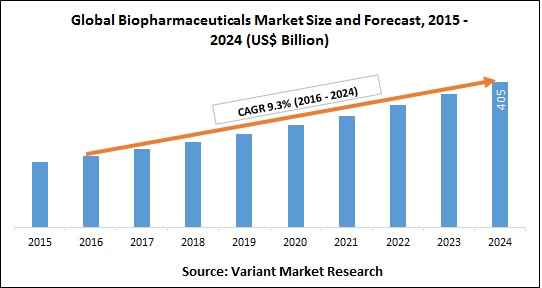 Global Biopharmaceuticals Market Size and Forecast, 2015 -
2024 (US$ Billion)
CAGR 9.3% (2016 - 2024)
405
2015 2016 2017 2018 2019 2020 2021 2022 2023 2024
Source: Variant Market Research